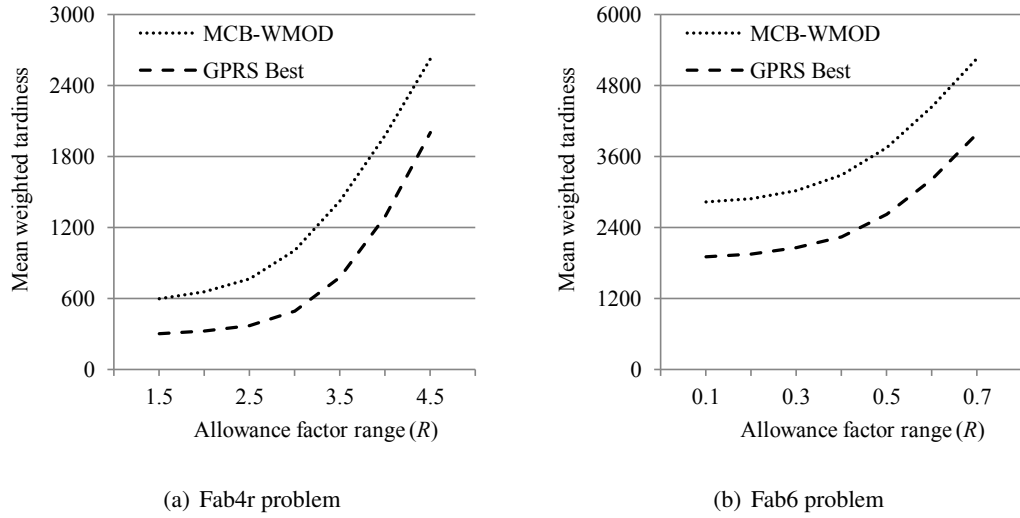 3000
2400
1800
1200
600
0
Mean weighted tardiness
MCB-WMOD
GPRS Best
1.5 2.5 3.5 4.5
Allowance factor range (R)
(a) Fab4r problem
6000
4800
3600
2400
1200
0
Mean weighted tardiness
MCB-WMOD
GPRS Best
0.1 0.3 0.5 0.7
Allowance factor range (R)
(b) Fab6 problem